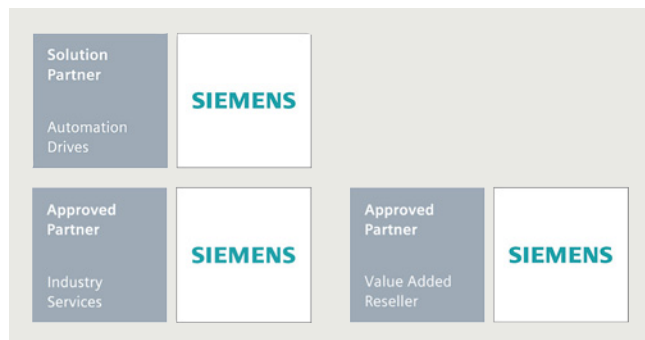 Solution
Partner
Automation
Drives
SIEMENS
Approved
Partner
Industry
Services
SIEMENS
Approved
Partner
Value Added
Reseller
SIEMENS